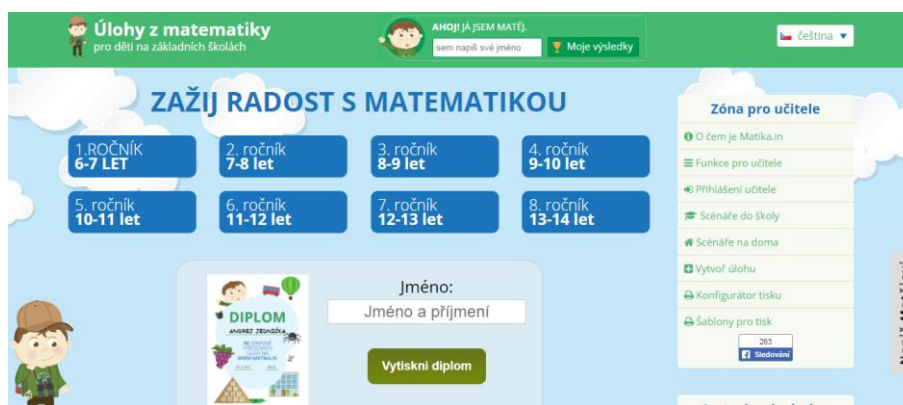 Úlohy z matematiky
pro děti na základních školách
AHOJ! JÁ JSEM MATĚJ.
sem napiš své jméno
Moje výsledky
čeština
ZAŽIJ RADOST S MATEMATIKOU
1.ROČNÍK
6-7 LET
2. ročník
7-8 let
3. ročník
8-9 let
4. ročník
9-10 let
5. ročník
10-11 let
6. ročník
11-12 let
7. ročník
12-13 let
8. ročník
13-14 let
Jméno:
Jméno a příjmení
Vytiskni diplom
DIPLOM
ANDREJ JEDNIČKA
WWW.MATIKA.IN
Zóna pro učitele
O čem je Matika.in
Funkce pro učitele
Přihlášení učitele
Scénáře do školy
Scénáře na doma
Vytvoř úlohu
Konfigurátor tisku
Šablony pro tisk
263
Sledování